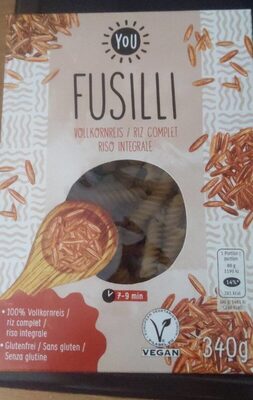 YOU
FUSILLI
VOLLKORNREIS / RIZ COMPLET
RISO INTEGRALE
7-9 min
• 100% Vollkornreis /
riz complet /
riso integrale
• Glutenfrei / Sans gluten /
Senza glutine
VEGAN
14%*
340g